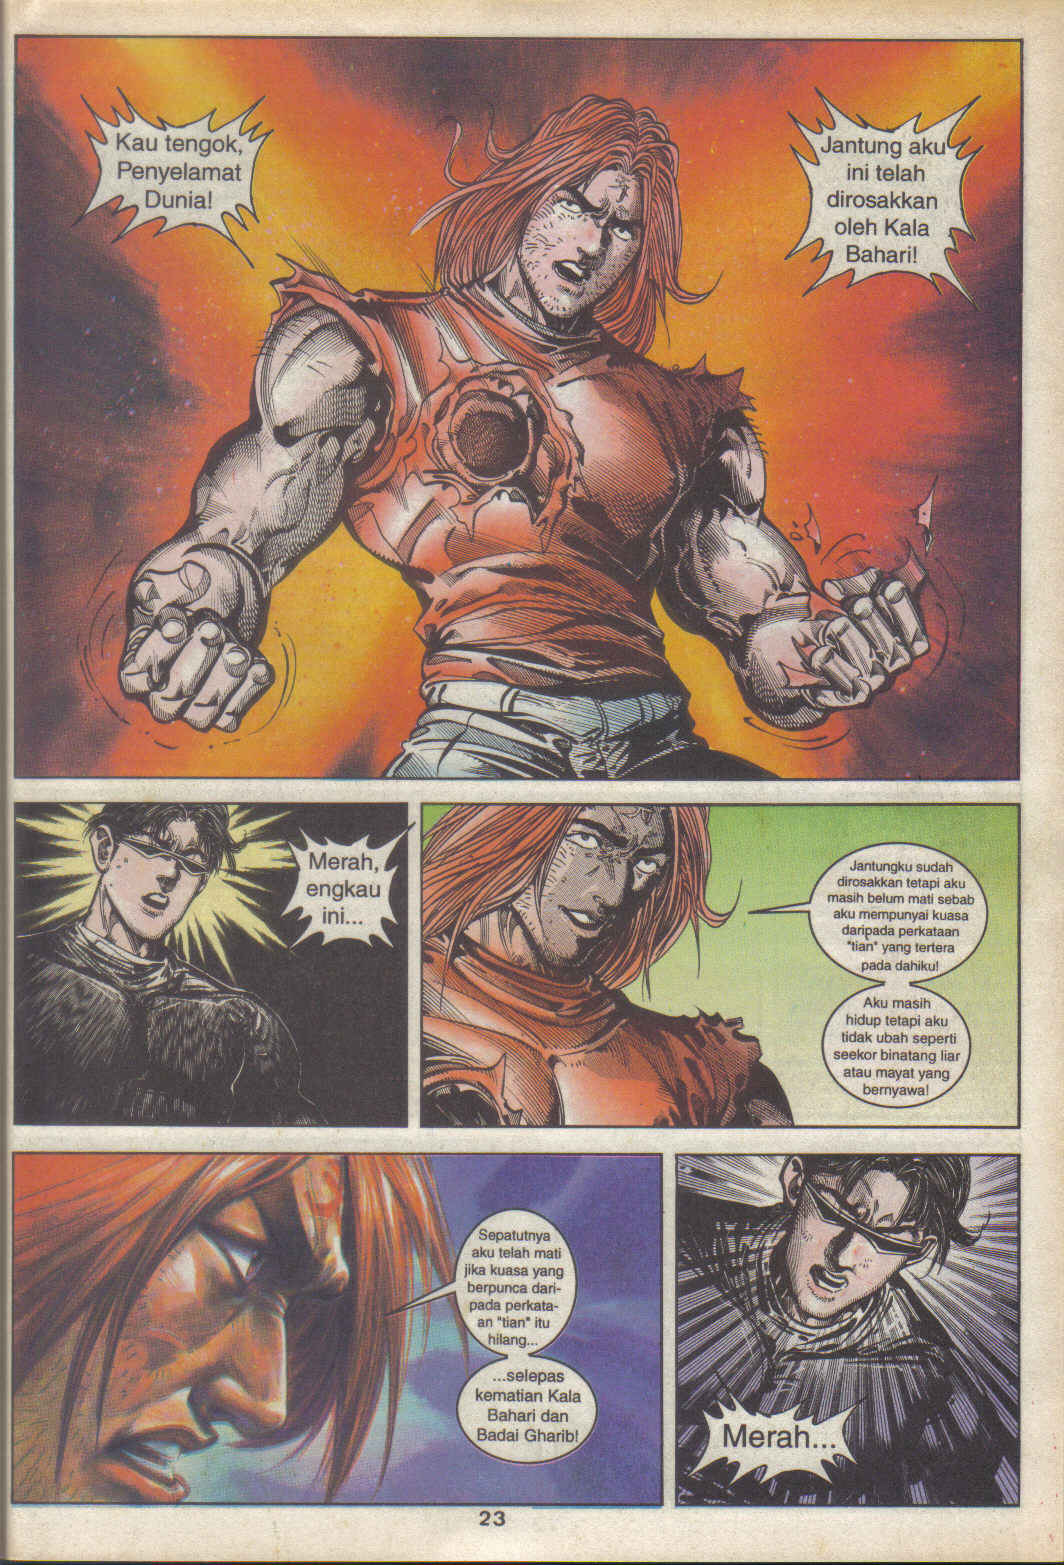 Kau tengok,
Penyelamat
Dunia!
Jantung aku
ini telah
dirosakkan
oleh Kala
Bahari!
Merah,
engkau
ini...
Jantungku sudah
dirosakkan tetapi aku
masih belum mati sebab
aku mempunyai kuasa
daripada perkataan
"tian" yang tertera
pada dahiku!
Aku masih
hidup tetapi aku
tidak ubah seperti
seekor binatang liar
atau mayat yang
bernyawa!
Sepatutnya
aku telah mati
jika kuasa yang
berpunca dari-
pada perkata-
an "tian" itu
hilang...
...selepas
kematian Kala
Bahari dan
Badai Gharib!
Merah...
23